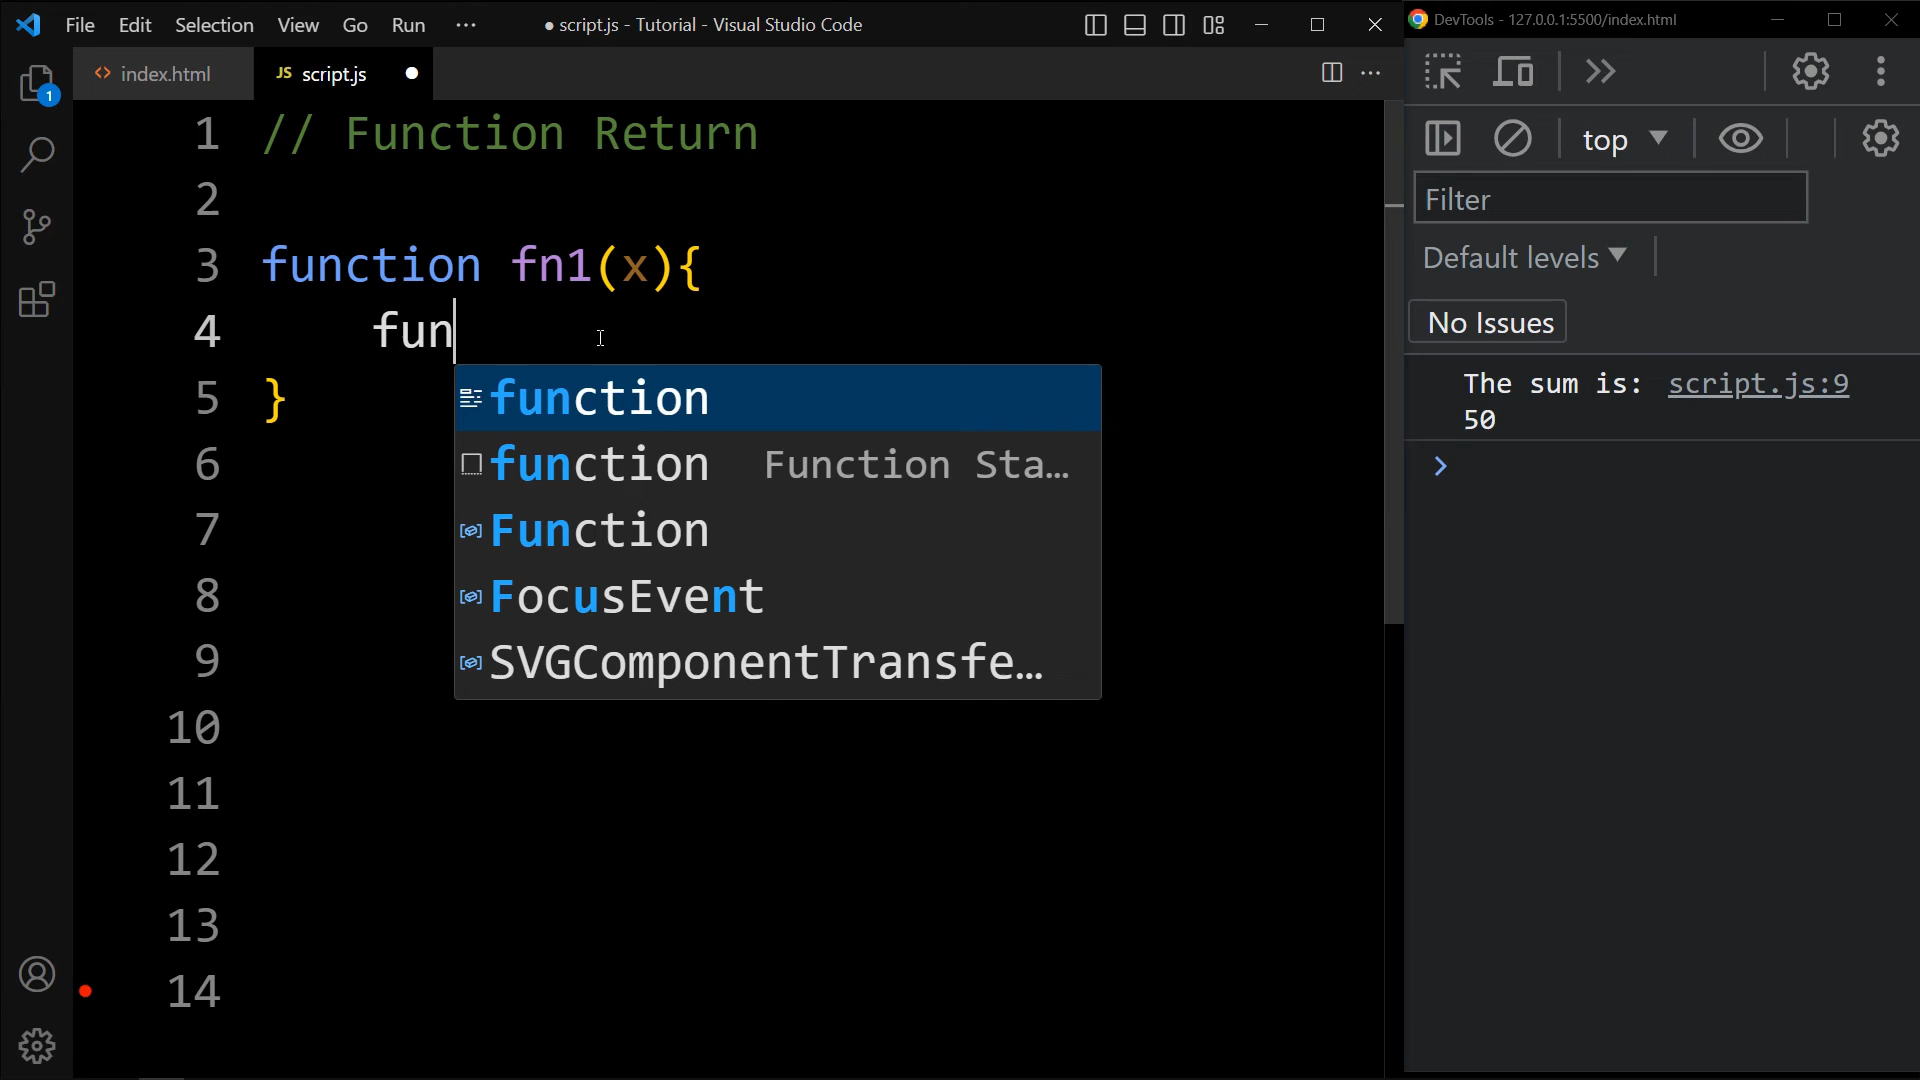 File Edit Selection View Go Run ··· ● script.js - Tutorial - Visual Studio Code
<> index.html JS script.js ●
1 // Function Return
2
3 function fn1(x){
4 fun
5 }
6
7
8
9
10
11
12
13
14
function
function Function Sta…
Function
FocusEvent
SVGComponentTransfe…
1
DevTools - 127.0.0.1:5500/index.html
top
Filter
Default levels
No Issues
The sum is: script.js:9
50